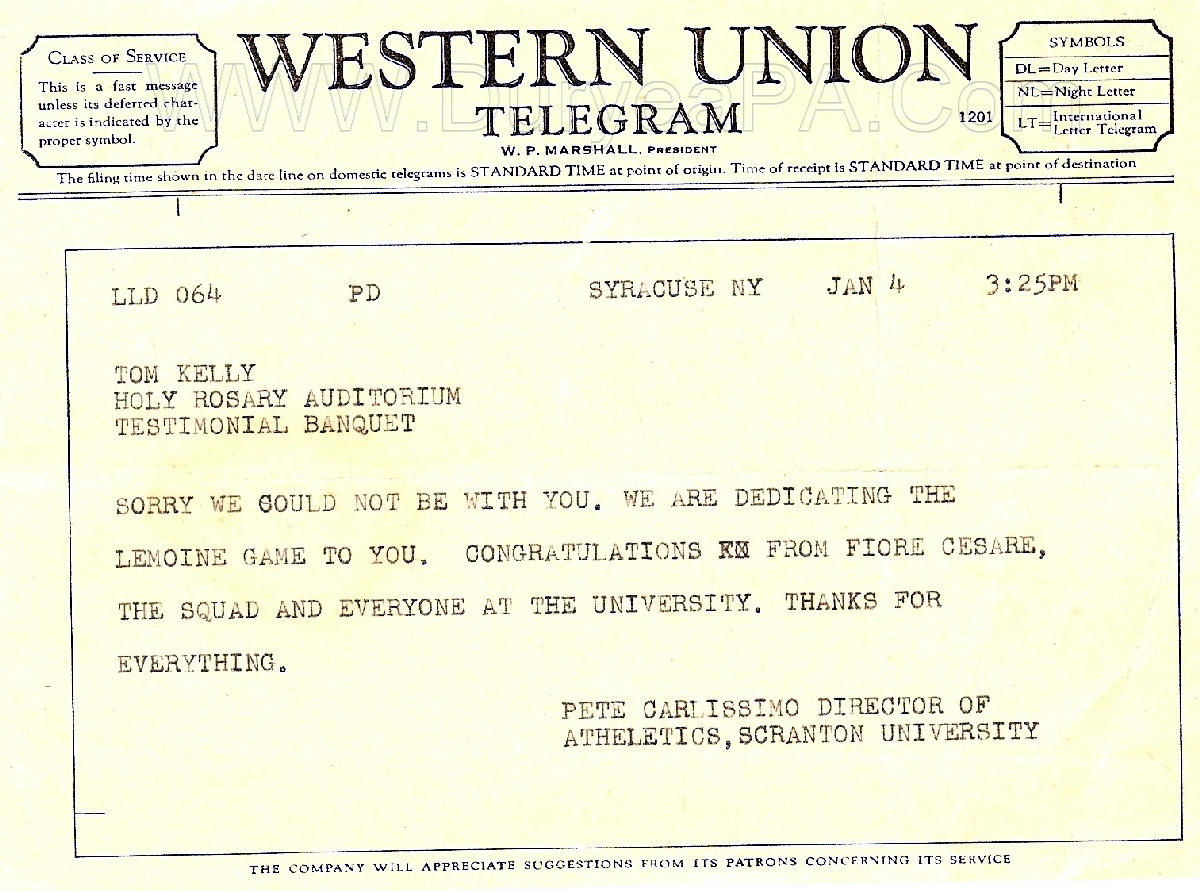 CLASS OF SERVICE
This is a fast message
unless its deferred char-
acter is indicated by the
proper symbol.
WESTERN UNION
TELEGRAM
W. P. MARSHALL, PRESIDENT
1201
SYMBOLS
DL=Day Letter
NL=Night Letter
LT=International Letter Telegram
The filing time shown in the date line on domestic telegrams is STANDARD TIME at point of origin. Time of receipt is STANDARD TIME at point of destination
www.DuryeaPA.Com
LLD 064 PD SYRACUSE NY JAN 4 3:25PM
TOM KELLY
HOLY ROSARY AUDITORIUM
TESTIMONIAL BANQUET
SORRY WE COULD NOT BE WITH YOU. WE ARE DEDICATING THE
LEMOINE GAME TO YOU. CONGRATULATIONS FROM FIORE CESARE,
THE SQUAD AND EVERYONE AT THE UNIVERSITY. THANKS FOR
EVERYTHING.
PETE CARLISSIMO DIRECTOR OF
ATHELETICS, SCRANTON UNIVERSITY
THE COMPANY WILL APPRECIATE SUGGESTIONS FROM ITS PATRONS CONCERNING ITS SERVICE